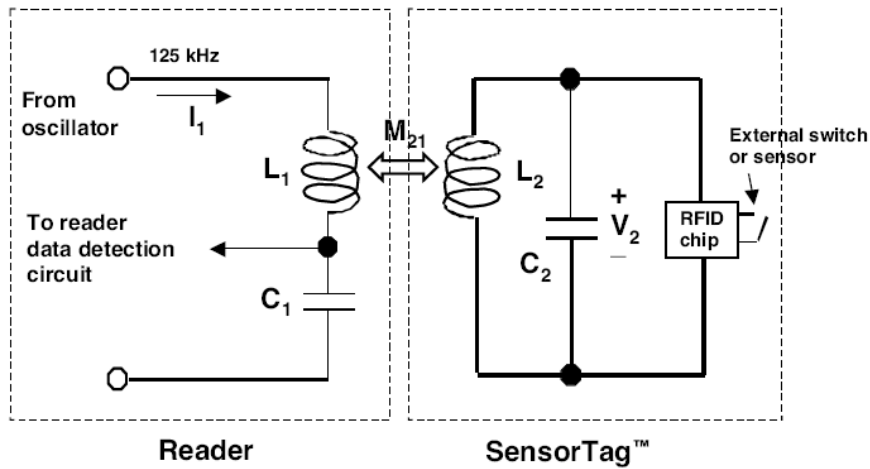 125 kHz
From
oscillator
I1
L1
M21
To reader
data detection
circuit
C1
L2
+
V2
_
C2
RFID
chip
External switch
or sensor
Reader
SensorTag™